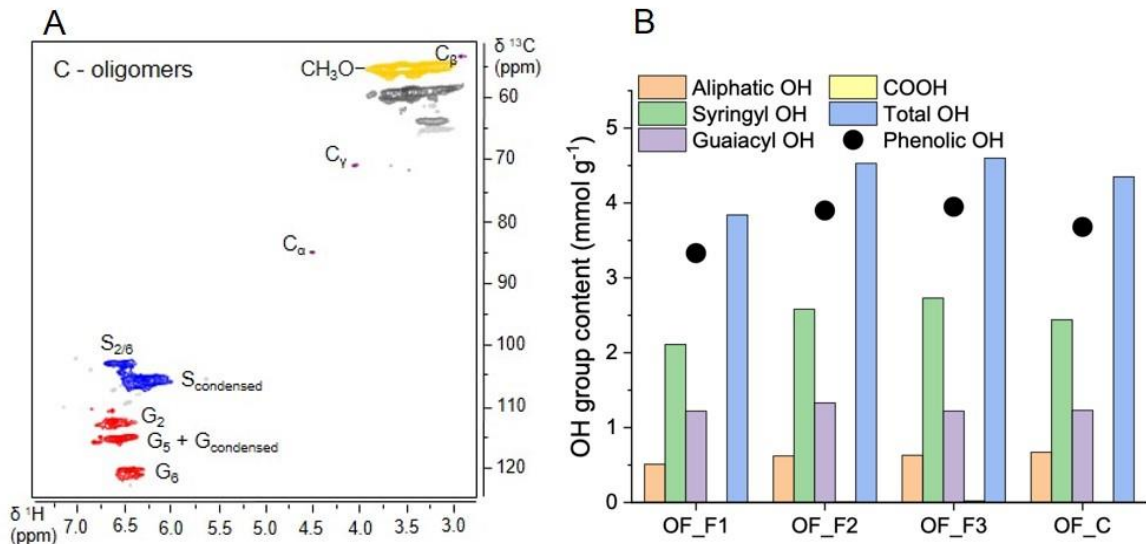 A
C - oligomers
CH₃O
Cβ
δ ¹³C
(ppm)
60
Cγ
70
80
Cα
90
100
S2/6
Scondensed
110
G2
G5 + Gcondensed
120
G6
δ ¹H
(ppm)
7.0 6.5 6.0 5.5 5.0 4.5 4.0 3.5 3.0
B
Aliphatic OH COOH
Syringyl OH Total OH
Guaiacyl OH Phenolic OH
OH group content (mmol g⁻¹)
5
4
3
2
1
0
OF_F1 OF_F2 OF_F3 OF_C